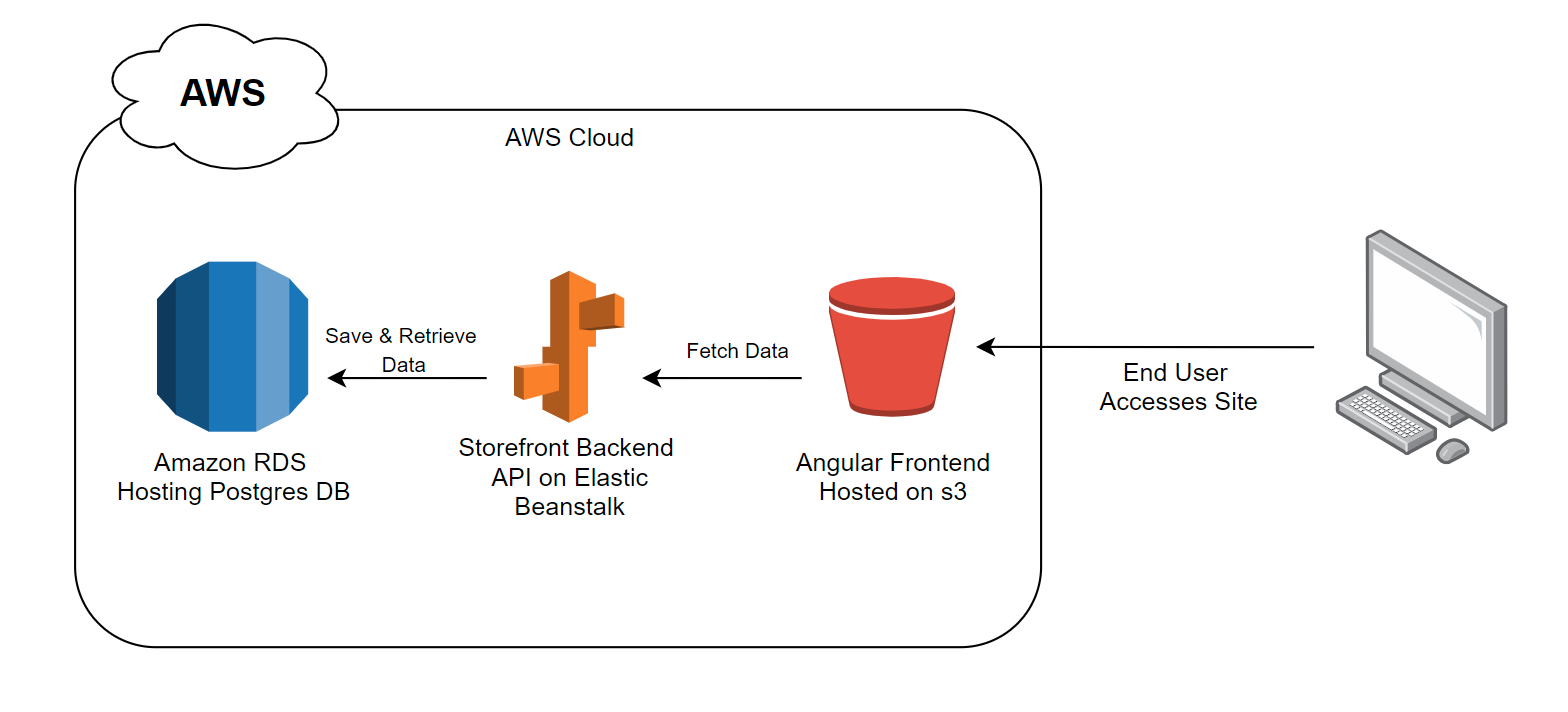 AWS
AWS Cloud
Save & Retrieve
Data
Fetch Data
End User
Accesses Site
Amazon RDS
Hosting Postgres DB
Storefront Backend
API on Elastic
Beanstalk
Angular Frontend
Hosted on s3